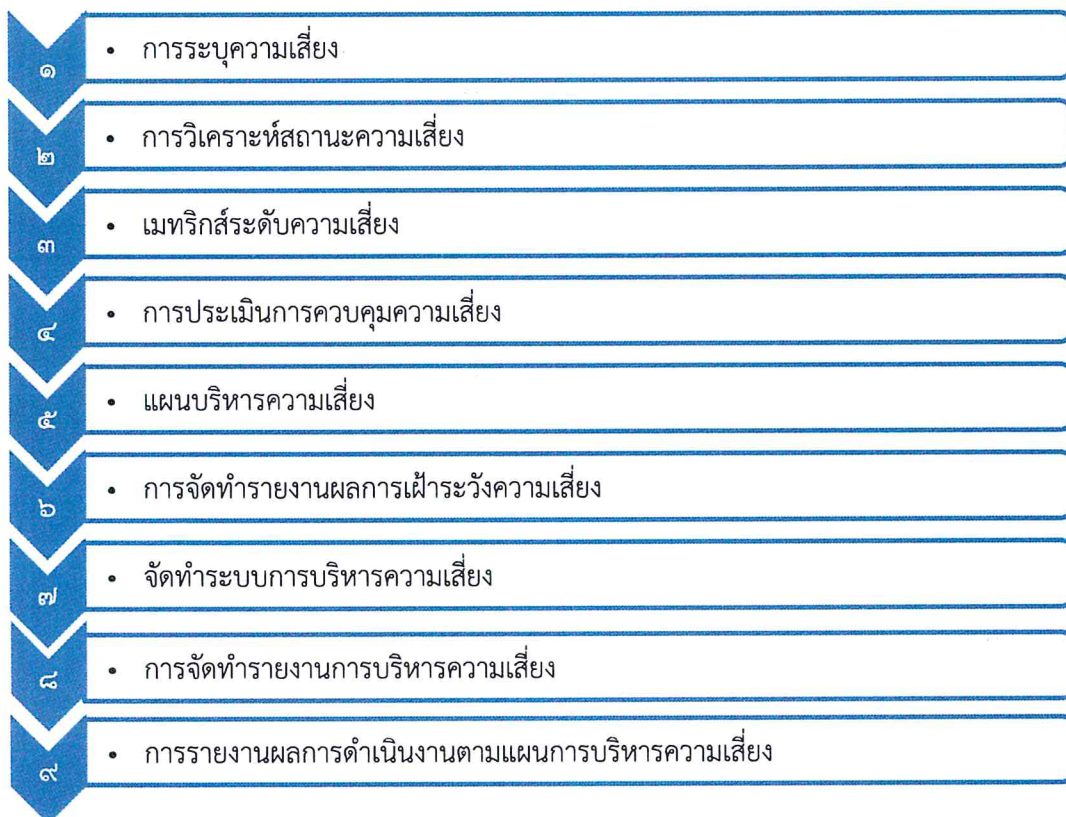 ๑
• การระบุความเสี่ยง
๒
• การวิเคราะห์สถานะความเสี่ยง
๓
• เมทริกส์ระดับความเสี่ยง
๔
• การประเมินการควบคุมความเสี่ยง
๕
• แผนบริหารความเสี่ยง
๖
• การจัดทำรายงานผลการเฝ้าระวังความเสี่ยง
๗
• จัดทำระบบการบริหารความเสี่ยง
๘
• การจัดทำรายงานการบริหารความเสี่ยง
๙
• การรายงานผลการดำเนินงานตามแผนการบริหารความเสี่ยง